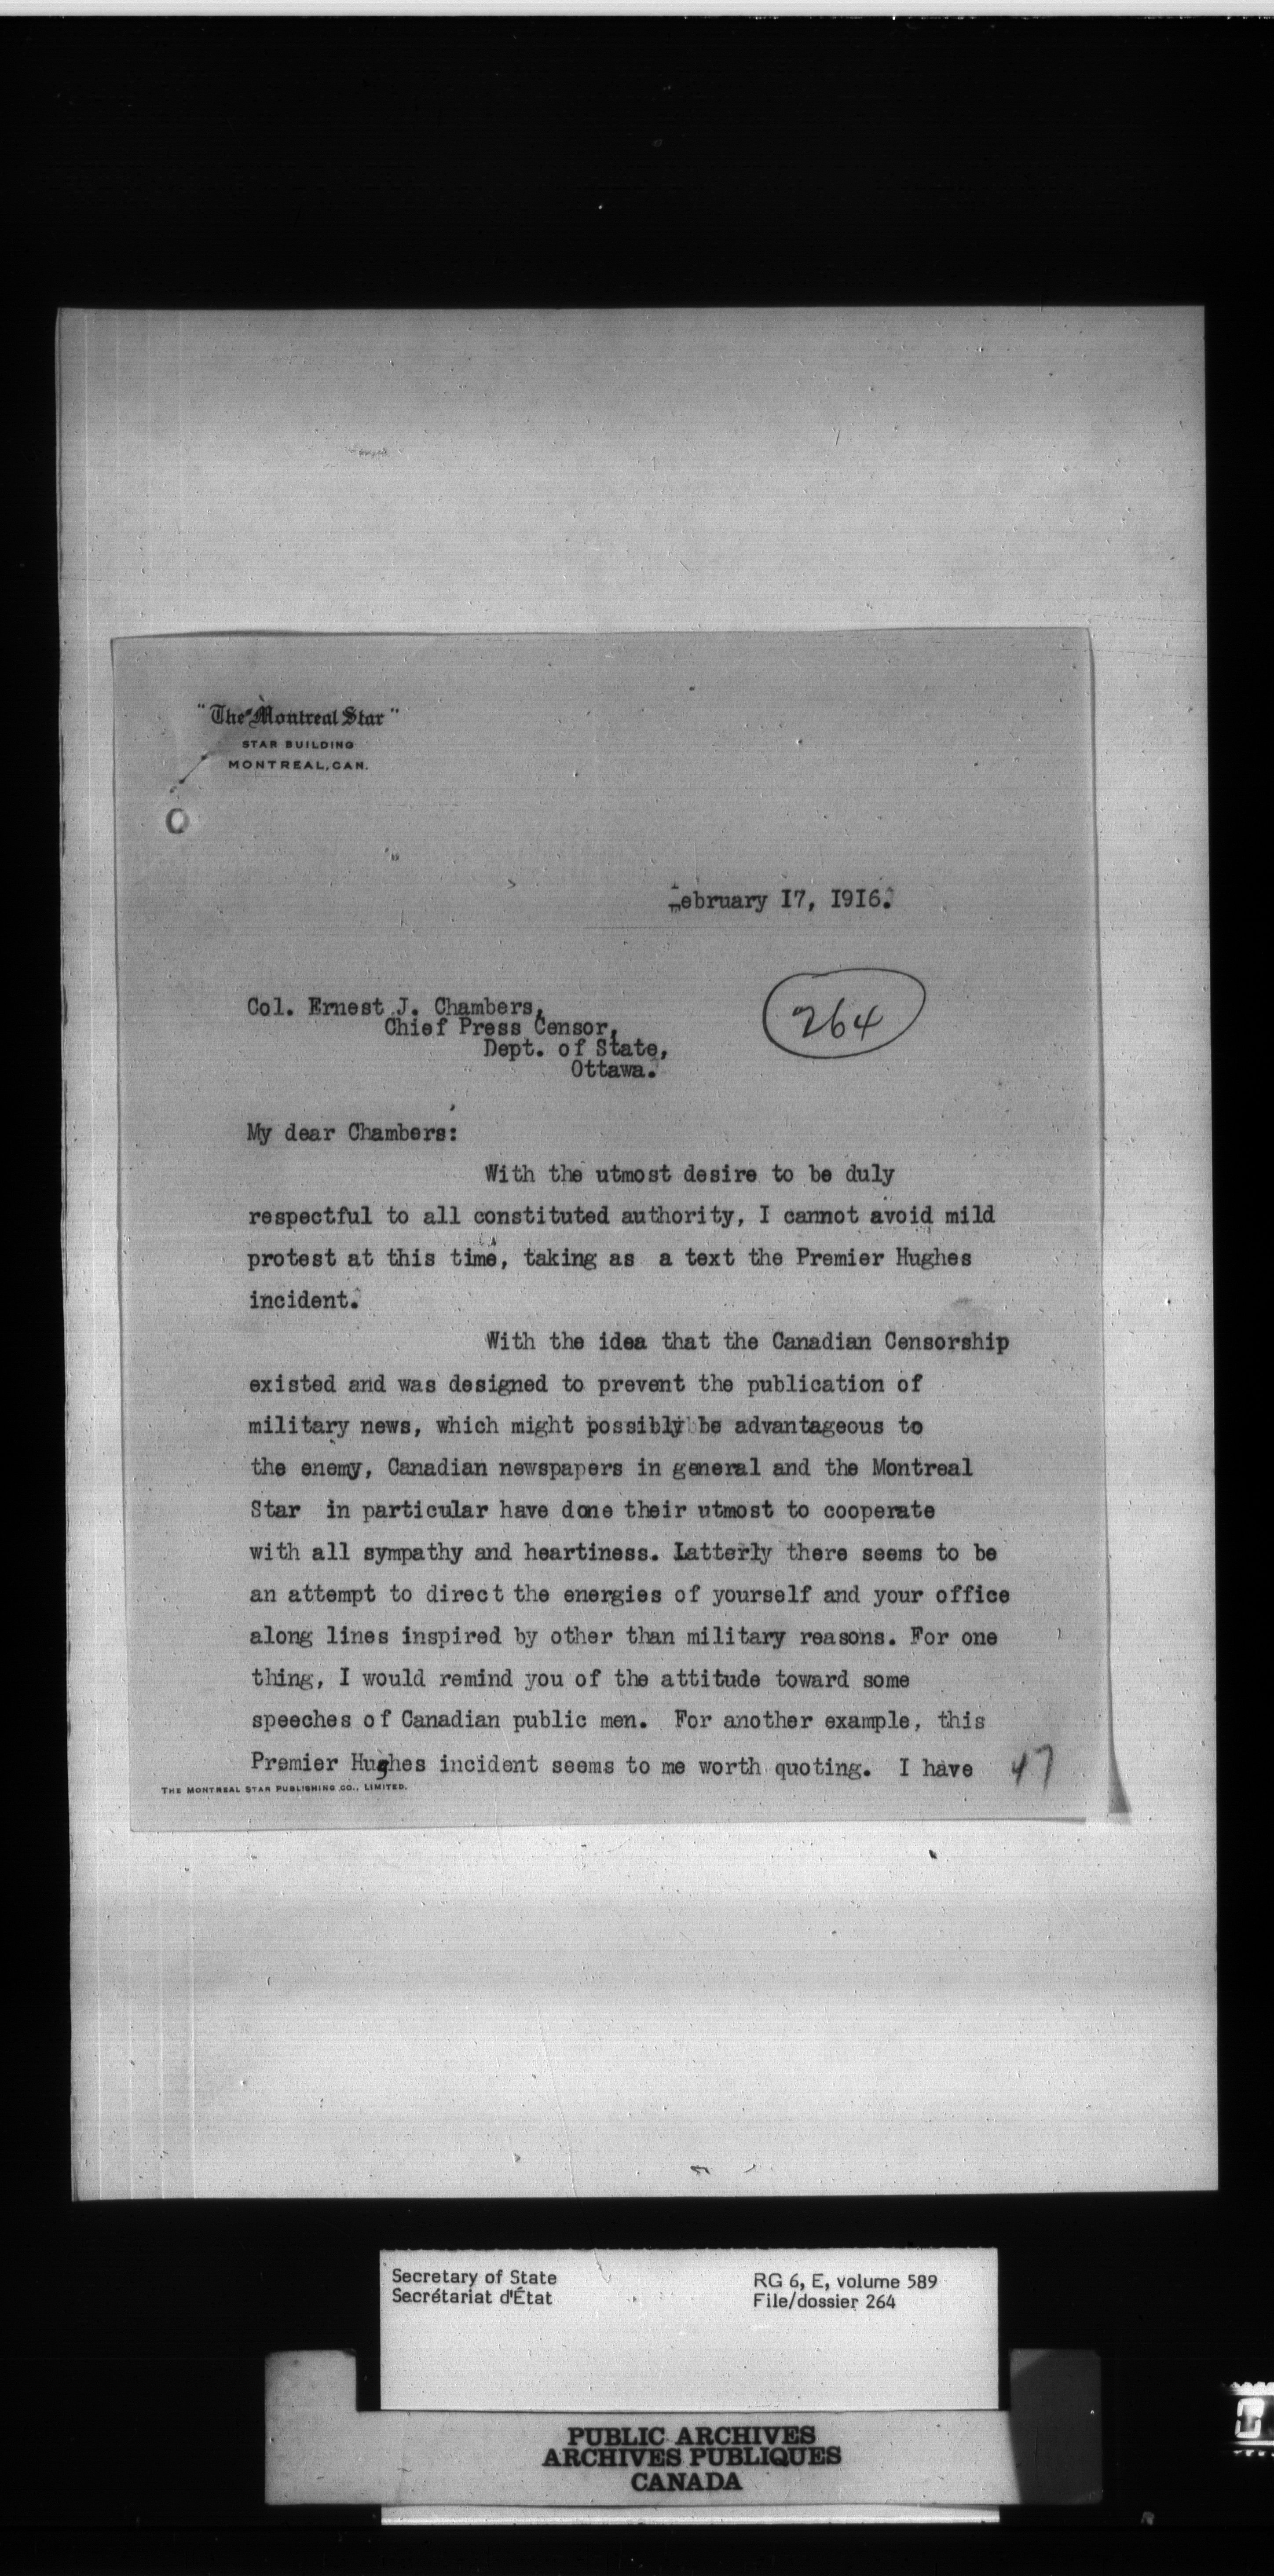 "The Montreal Star"
STAR BUILDING
MONTREAL, CAN.
February I7, I9I6.
264
Col. Ernest J. Chambers,
Chief Press Censor,
Dept. of State,
Ottawa.
My dear Chambers:
With the utmost desire to be duly
respectful to all constituted authority, I cannot avoid mild
protest at this time, taking as a text the Premier Hughes
incident.
With the idea that the Canadian Censorship
existed and was designed to prevent the publication of
military news, which might possibly be advantageous to
the enemy, Canadian newspapers in general and the Montreal
Star in particular have done their utmost to cooperate
with all sympathy and heartiness. Latterly there seems to be
an attempt to direct the energies of yourself and your office
along lines inspired by other than military reasons. For one
thing, I would remind you of the attitude toward some
speeches of Canadian public men. For another example, this
Premier Hughes incident seems to me worth quoting. I have
47
THE MONTREAL STAR PUBLISHING CO., LIMITED.
Secretary of State
Secrétariat d'État
RG 6, E, volume 589
File/dossier 264
PUBLIC ARCHIVES
ARCHIVES PUBLIQUES
CANADA